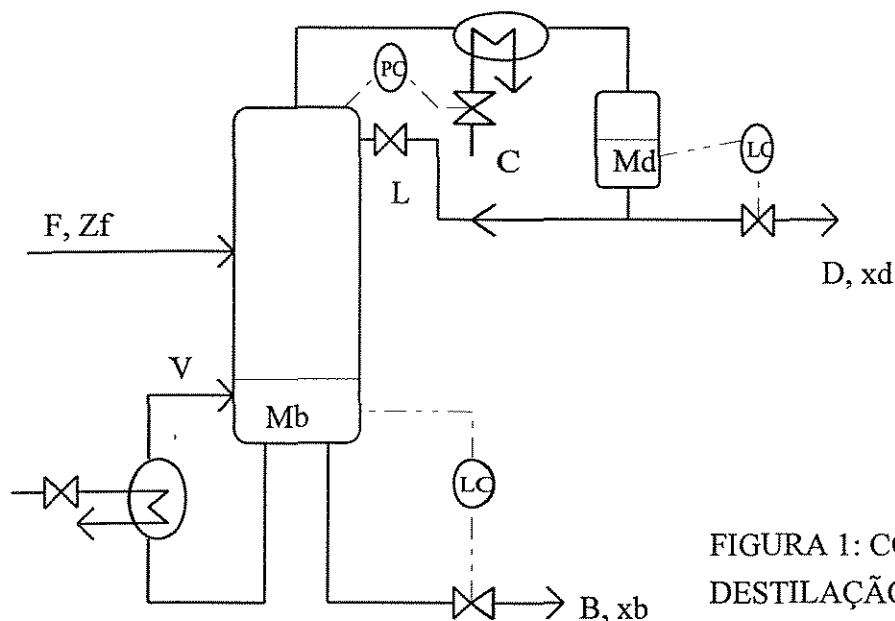 PC
Md
LC
C
L
F, Zf
D, xd
V
Mb
LC
FIGURA 1: CO
DESTILAÇÃO
B, xb